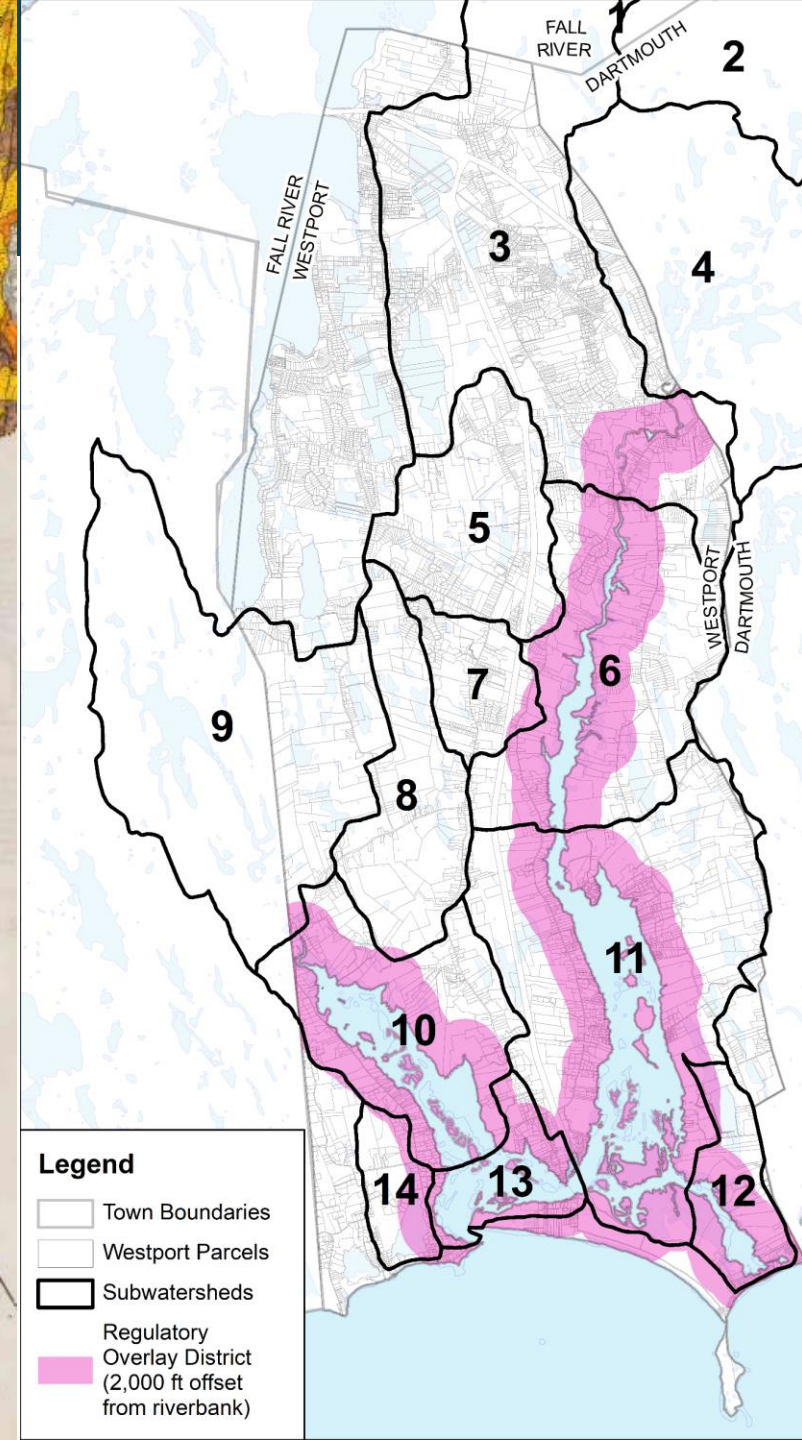 1
FALL
RIVER
DARTMOUTH
2
FALL RIVER
WESTPORT
3
4
5
WESTPORT
DARTMOUTH
6
7
9
8
11
10
14
13
12
Legend
Town Boundaries
Westport Parcels
Subwatersheds
Regulatory
Overlay District
(2,000 ft offset
from riverbank)